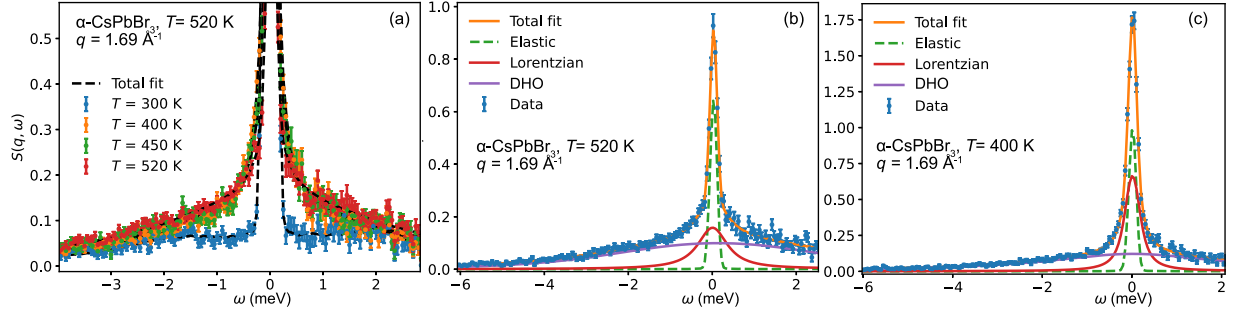 α-CsPbBr₃, T= 520 K
q = 1.69 Å⁻¹
(a)
Total fit
T = 300 K
T = 400 K
T = 450 K
T = 520 K
S(q, ω)
0.5
0.4
0.3
0.2
0.1
0.0
−3 −2 −1 0 1 2
ω (meV)
(b)
Total fit
Elastic
Lorentzian
DHO
Data
α-CsPbBr₃, T= 520 K
q = 1.69 Å⁻¹
1.0
0.8
0.6
0.4
0.2
0.0
−6 −4 −2 0 2
ω (meV)
(c)
Total fit
Elastic
Lorentzian
DHO
Data
α-CsPbBr₃, T= 400 K
q = 1.69 Å⁻¹
1.75
1.50
1.25
1.00
0.75
0.50
0.25
0.00
−6 −4 −2 0 2
ω (meV)